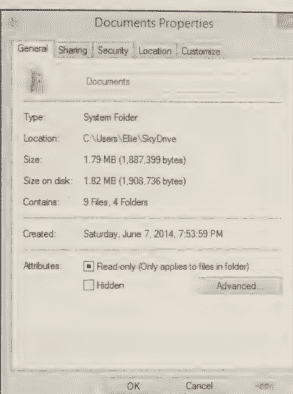 Documents Properties
General Sharing Security Location Customize
Documents
Type: System Folder
Location: C:\Users\Ellie\SkyDrive
Size: 1.79 MB (1,887,399 bytes)
Size on disk: 1.82 MB (1,908,736 bytes)
Contains: 9 Files, 4 Folders
Created: Saturday, June 7, 2014, 7:53:59 PM
Attributes: Read-only (Only applies to files in folder)
Hidden Advanced...
OK Cancel